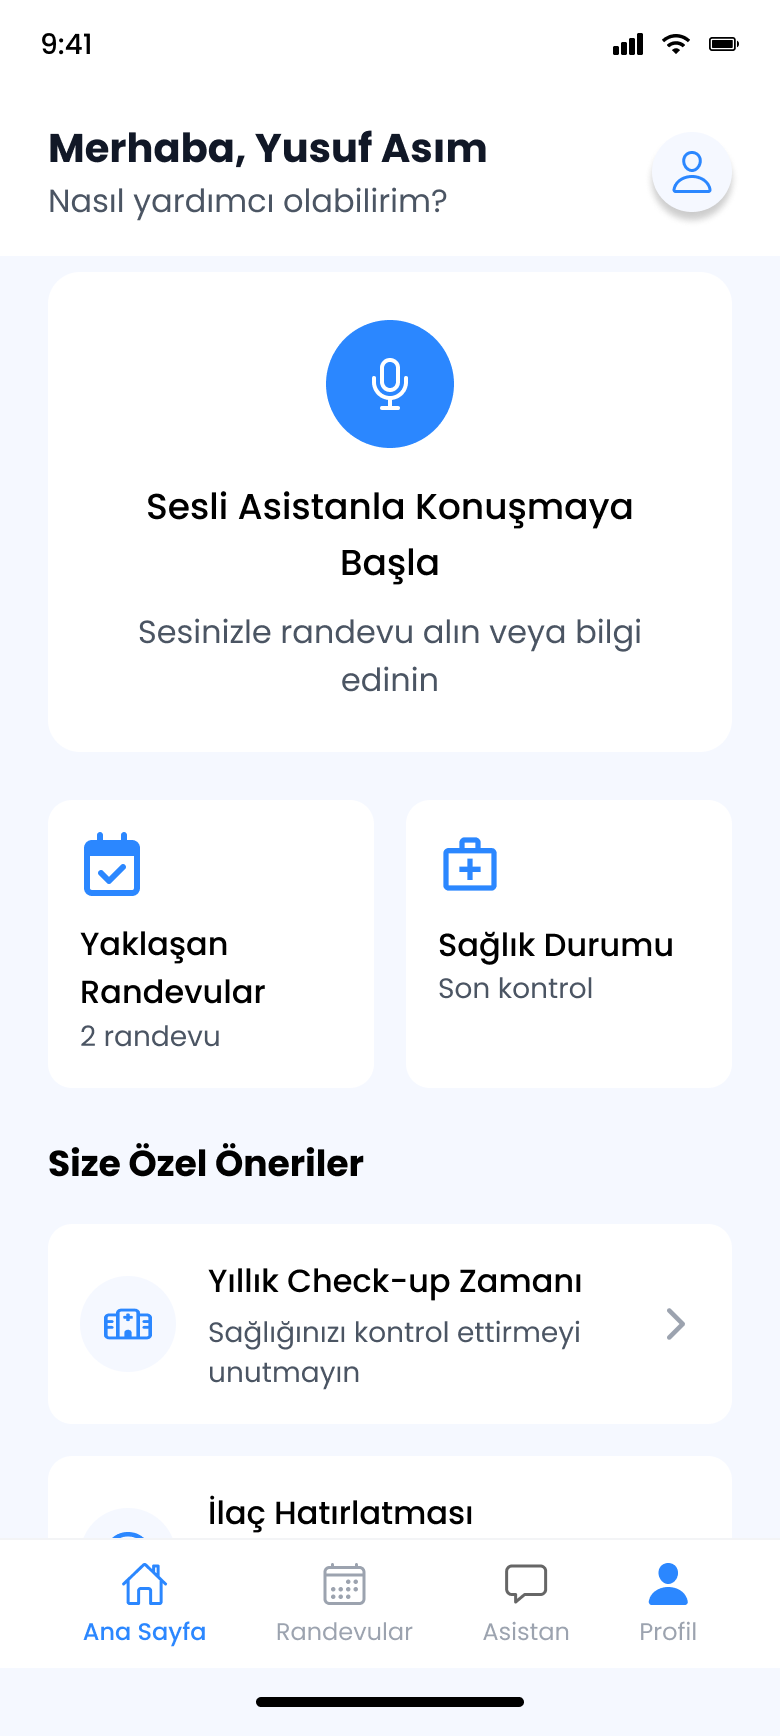 9:41
Merhaba, Yusuf Asım
Nasıl yardımcı olabilirim?
Sesli Asistanla Konuşmaya
Başla
Sesinizle randevu alın veya bilgi
edinin
Yaklaşan
Randevular
2 randevu
Sağlık Durumu
Son kontrol
Size Özel Öneriler
Yıllık Check-up Zamanı
Sağlığınızı kontrol ettirmeyi
unutmayın
İlaç Hatırlatması
Ana Sayfa
Randevular
Asistan
Profil